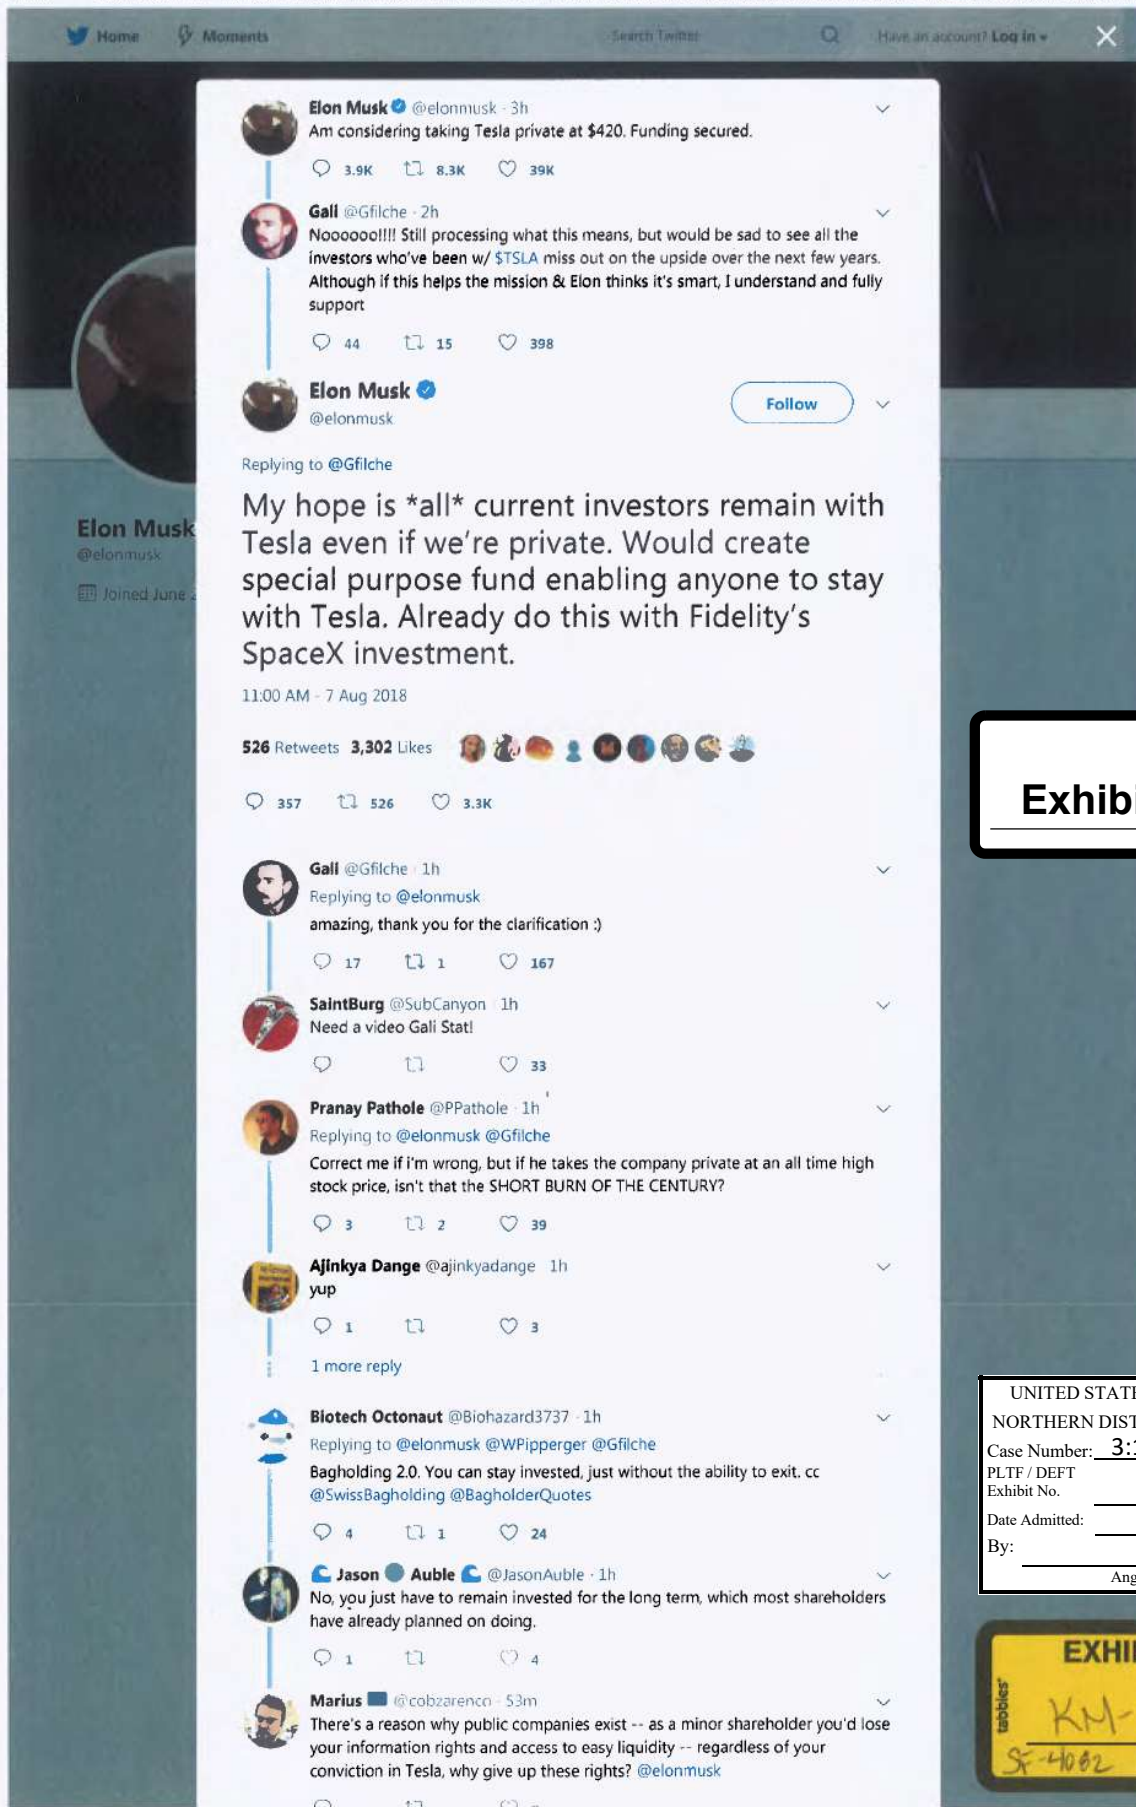 Home Moments Search Twitter Have an account? Log in
Elon Musk @elonmusk · 3h
Am considering taking Tesla private at $420. Funding secured.
3.9K 8.3K 39K
Gali @Gfilche · 2h
Noooooo!!!! Still processing what this means, but would be sad to see all the
investors who've been w/ $TSLA miss out on the upside over the next few years.
Although if this helps the mission & Elon thinks it's smart, I understand and fully
support
44 15 398
Elon Musk
@elonmusk
Follow
Replying to @Gfilche
My hope is *all* current investors remain with
Tesla even if we're private. Would create
special purpose fund enabling anyone to stay
with Tesla. Already do this with Fidelity's
SpaceX investment.
11:00 AM - 7 Aug 2018
526 Retweets 3,302 Likes
357 526 3.3K
Elon Musk
@elonmusk
Joined June
Gali @Gfilche · 1h
Replying to @elonmusk
amazing, thank you for the clarification :)
17 1 167
SaintBurg @SubCanyon 1h
Need a video Gali Stat!
33
Pranay Pathole @PPathole · 1h
Replying to @elonmusk @Gfilche
Correct me if i'm wrong, but if he takes the company private at an all time high
stock price, isn't that the SHORT BURN OF THE CENTURY?
3 2 39
Ajinkya Dange @ajinkyadange 1h
yup
1 3
1 more reply
Biotech Octonaut @Biohazard3737 · 1h
Replying to @elonmusk @WPipperger @Gfilche
Bagholding 2.0. You can stay invested, just without the ability to exit. cc
@SwissBagholding @BagholderQuotes
4 1 24
Jason Auble @JasonAuble · 1h
No, you just have to remain invested for the long term, which most shareholders
have already planned on doing.
1 4
Marius @cobzarenco · 53m
There's a reason why public companies exist -- as a minor shareholder you'd lose
your information rights and access to easy liquidity -- regardless of your
conviction in Tesla, why give up these rights? @elonmusk
Exhibi
UNITED STATE
NORTHERN DIST
Case Number: 3:1
PLTF / DEFT
Exhibit No.
Date Admitted:
By:
Ang
EXHI
tabbies
KM-
SF-4082